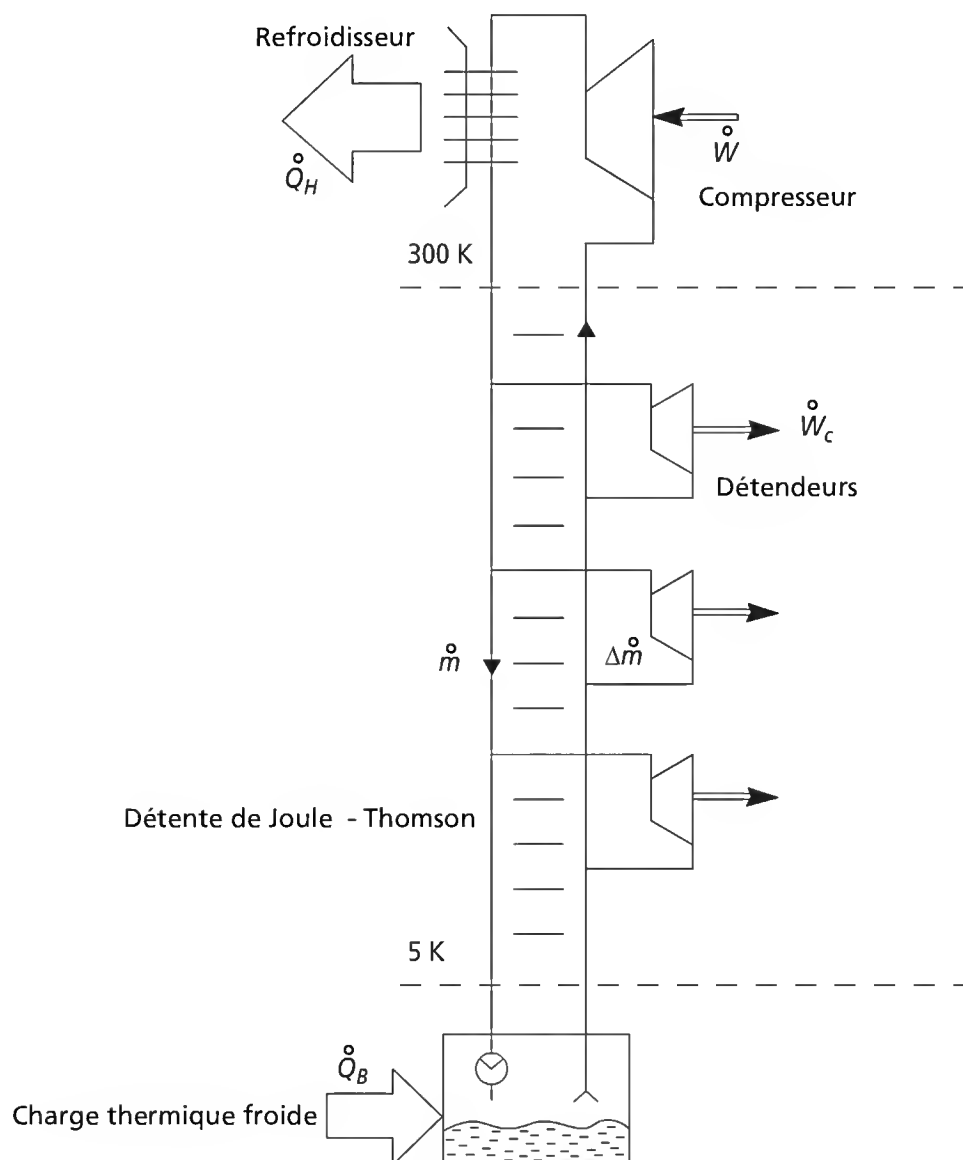 Refroidisseur
Q̊_H
W̊
Compresseur
300 K
W̊_c
Détendeurs
m̊
Δm̊
Détente de Joule - Thomson
5 K
Q̊_B
Charge thermique froide